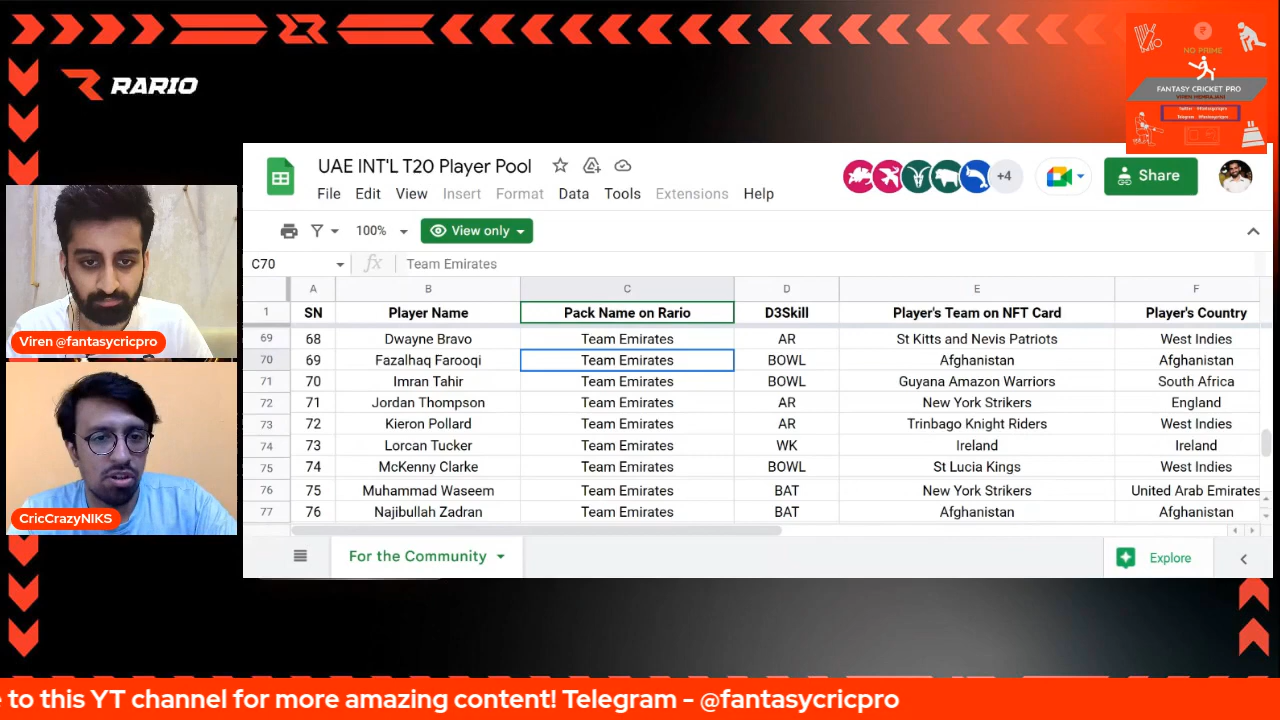 RARIO
NO PRIME
FANTASY CRICKET PRO
VIREN HEMRAJANI
UAE INT'L T20 Player Pool
+4
Share
File Edit View Insert Format Data Tools Extensions Help
100% View only
C70 fx Team Emirates
A B C D E F
1 SN Player Name Pack Name on Rario D3Skill Player's Team on NFT Card Player's Country
69 68 Dwayne Bravo Team Emirates AR St Kitts and Nevis Patriots West Indies
70 69 Fazalhaq Farooqi Team Emirates BOWL Afghanistan Afghanistan
71 70 Imran Tahir Team Emirates BOWL Guyana Amazon Warriors South Africa
72 71 Jordan Thompson Team Emirates AR New York Strikers England
73 72 Kieron Pollard Team Emirates AR Trinbago Knight Riders West Indies
74 73 Lorcan Tucker Team Emirates WK Ireland Ireland
75 74 McKenny Clarke Team Emirates BOWL St Lucia Kings West Indies
76 75 Muhammad Waseem Team Emirates BAT New York Strikers United Arab Emirates
77 76 Najibullah Zadran Team Emirates BAT Afghanistan Afghanistan
For the Community
Explore
Viren @fantasycricpro
CricCrazyNIKS
e to this YT channel for more amazing content! Telegram - @fantasycricpro